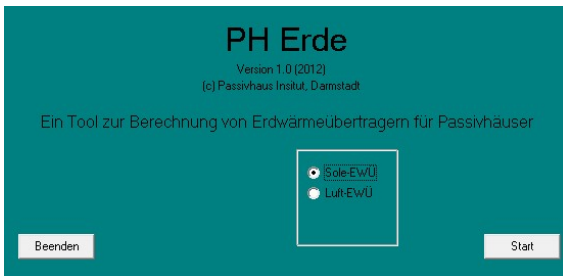 PH Erde
Version 1.0 (2012)
(c) Passivhaus Insitut, Darmstadt
Ein Tool zur Berechnung von Erdwärmeübertragern für Passivhäuser
Sole-EWÜ
Luft-EWÜ
Beenden
Start